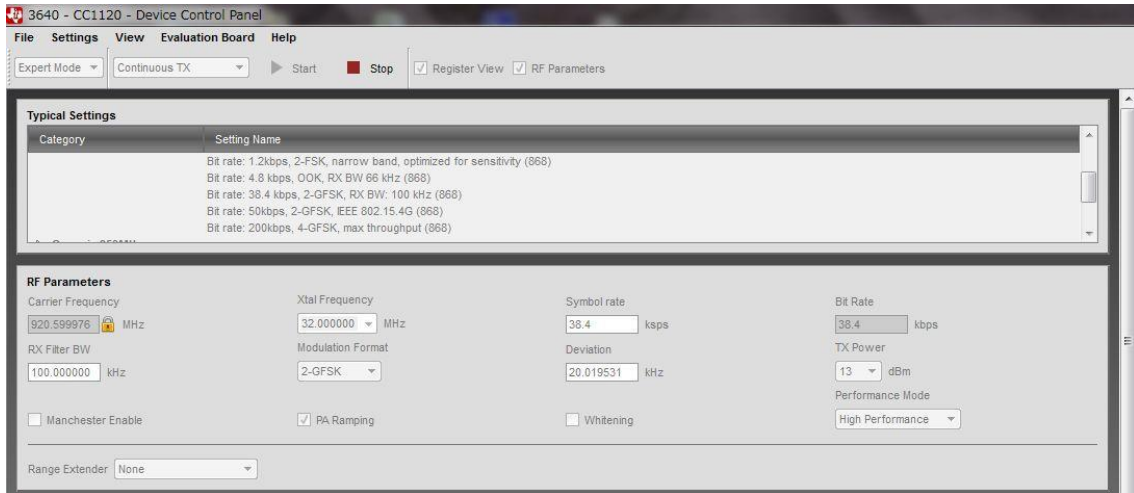 3640 - CC1120 - Device Control Panel
File Settings View Evaluation Board Help
Expert Mode Continuous TX Start Stop Register View RF Parameters
Typical Settings
Category Setting Name
Bit rate: 1.2kbps, 2-FSK, narrow band, optimized for sensitivity (868)
Bit rate: 4.8 kbps, OOK, RX BW 66 kHz (868)
Bit rate: 38.4 kbps, 2-GFSK, RX BW: 100 kHz (868)
Bit rate: 50kbps, 2-GFSK, IEEE 802.15.4G (868)
Bit rate: 200kbps, 4-GFSK, max throughput (868)
RF Parameters
Carrier Frequency Xtal Frequency Symbol rate Bit Rate
920.599976 MHz 32.000000 MHz 38.4 ksps 38.4 kbps
RX Filter BW Modulation Format Deviation TX Power
100.000000 kHz 2-GFSK 20.019531 kHz 13 dBm
Performance Mode
Manchester Enable PA Ramping Whitening High Performance
Range Extender None